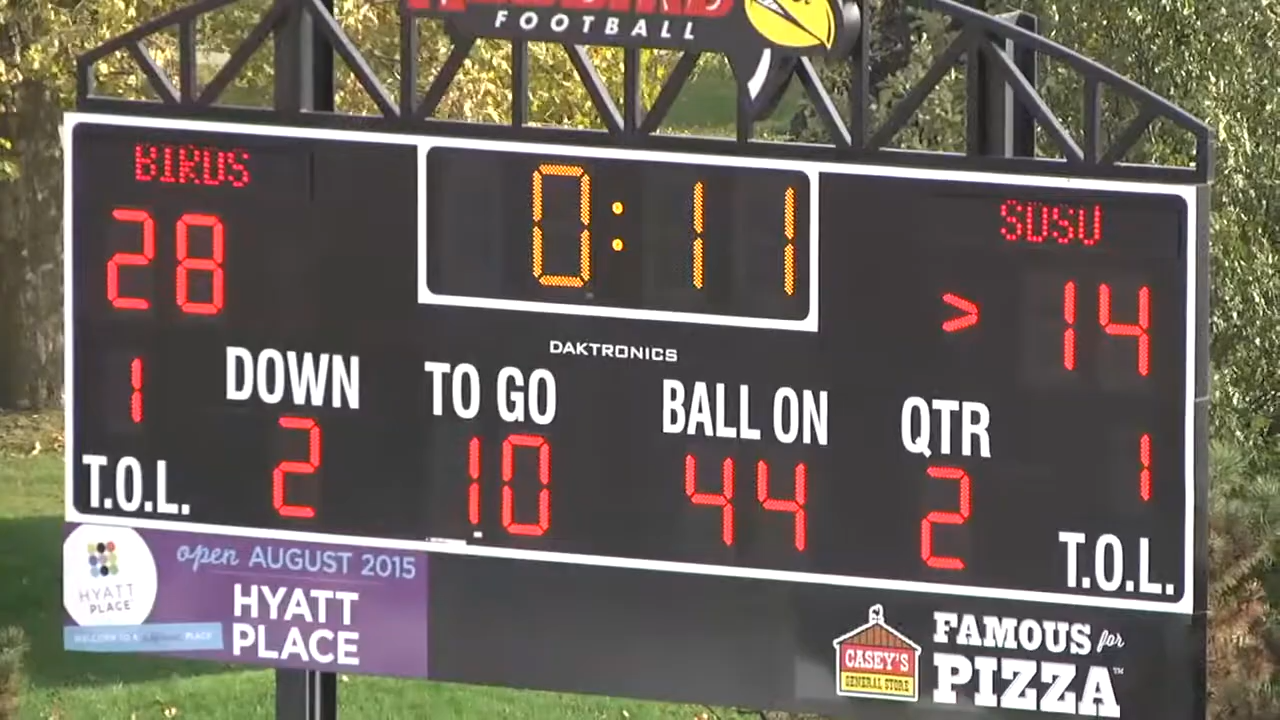 FOOTBALL
BIRDS
28
0:11
SDSU
> 14
DAKTRONICS
1
T.O.L.
DOWN
2
TO GO
10
BALL ON
44
QTR
2
1
T.O.L.
HYATT
PLACE
open AUGUST 2015
HYATT
PLACE
CASEY'S
GENERAL STORE
FAMOUS for
PIZZA™